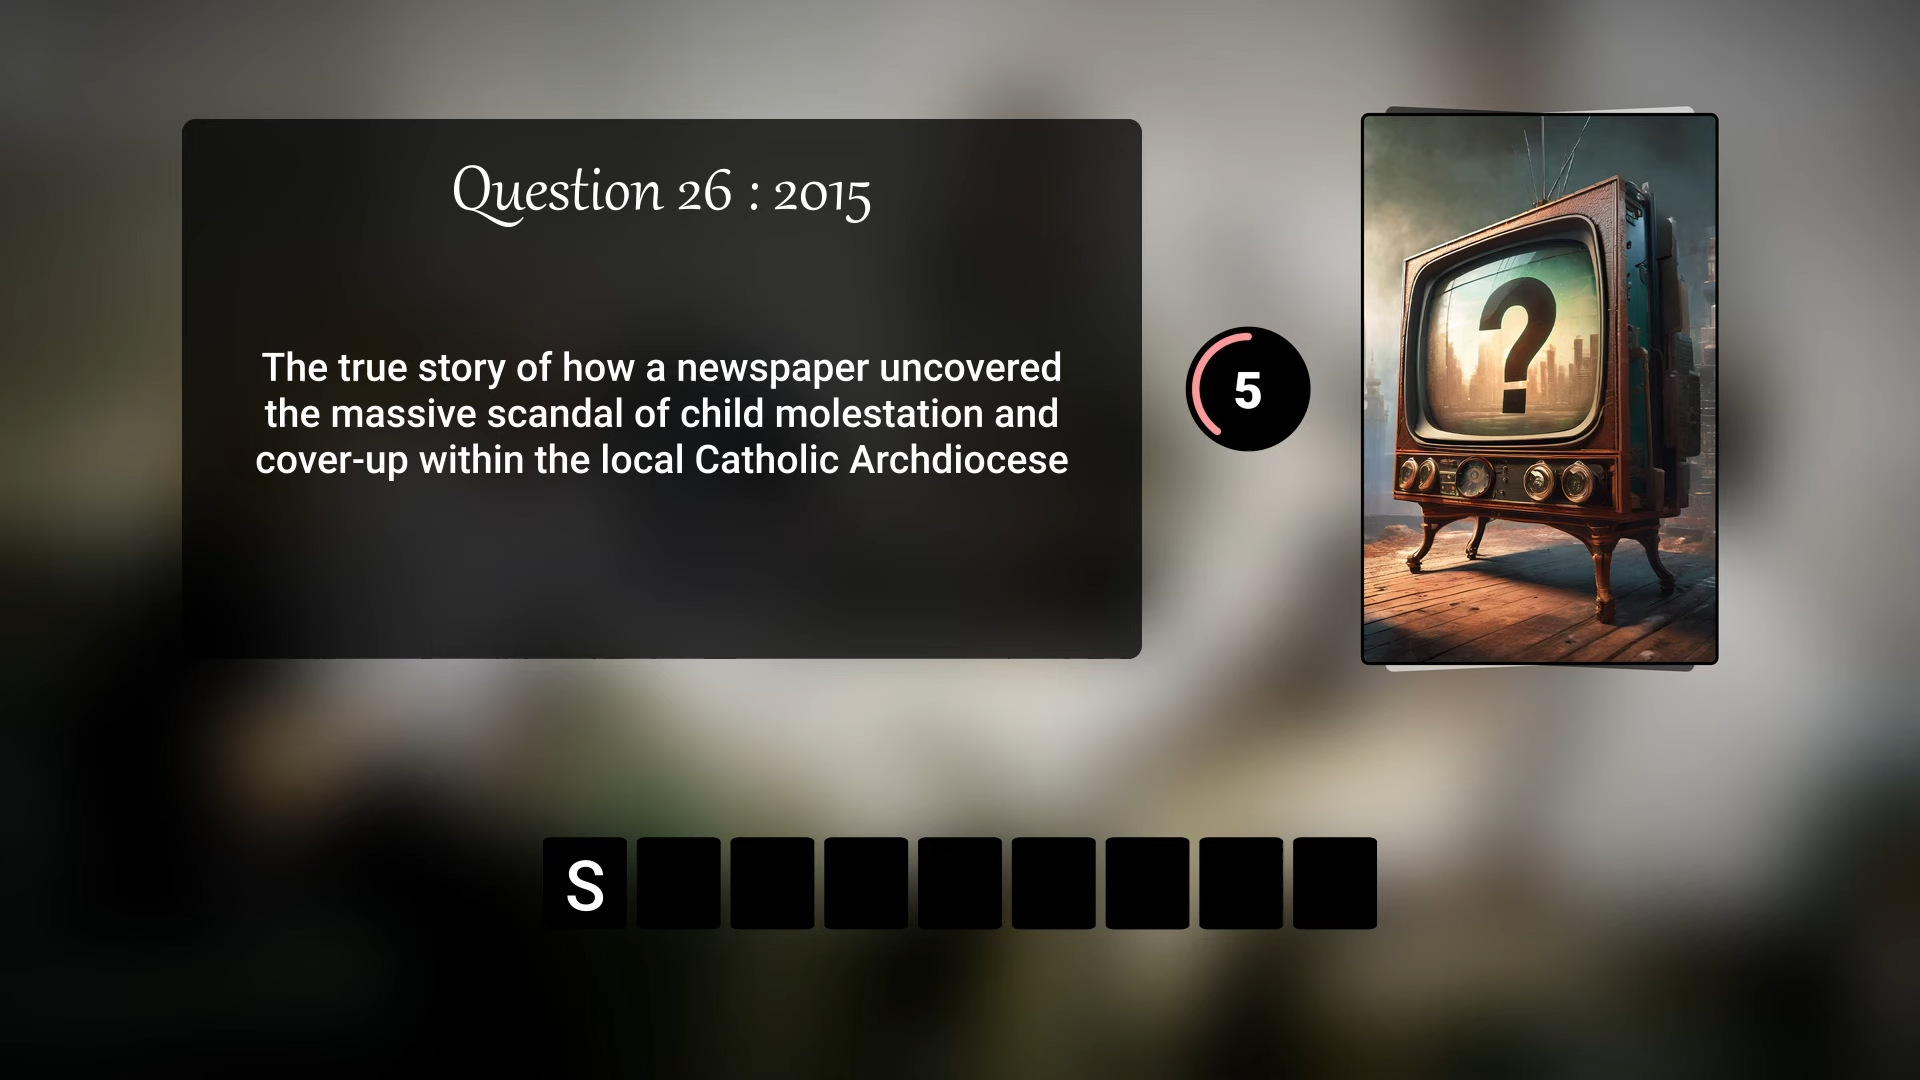 Question 26 : 2015
The true story of how a newspaper uncovered
the massive scandal of child molestation and
cover-up within the local Catholic Archdiocese
5
?
S